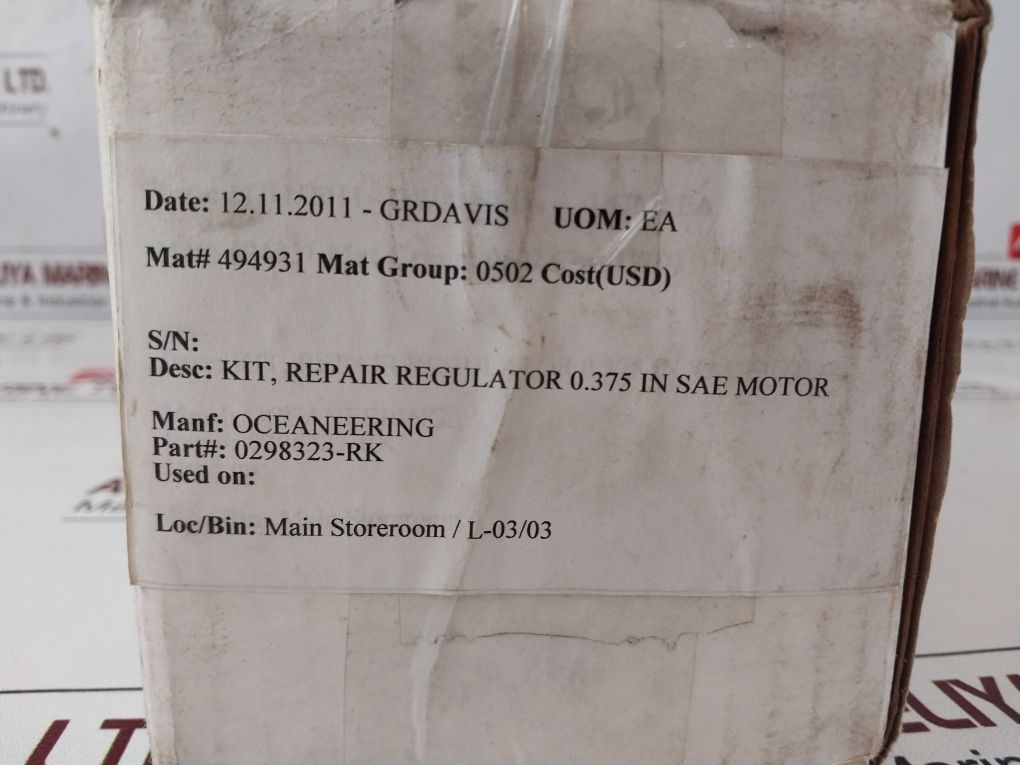 LTD.
Date: 12.11.2011 - GRDAVIS UOM: EA
Mat# 494931 Mat Group: 0502 Cost(USD)
S/N:
Desc: KIT, REPAIR REGULATOR 0.375 IN SAE MOTOR
Manf: OCEANEERING
Part#: 0298323-RK
Used on:
Loc/Bin: Main Storeroom / L-03/03